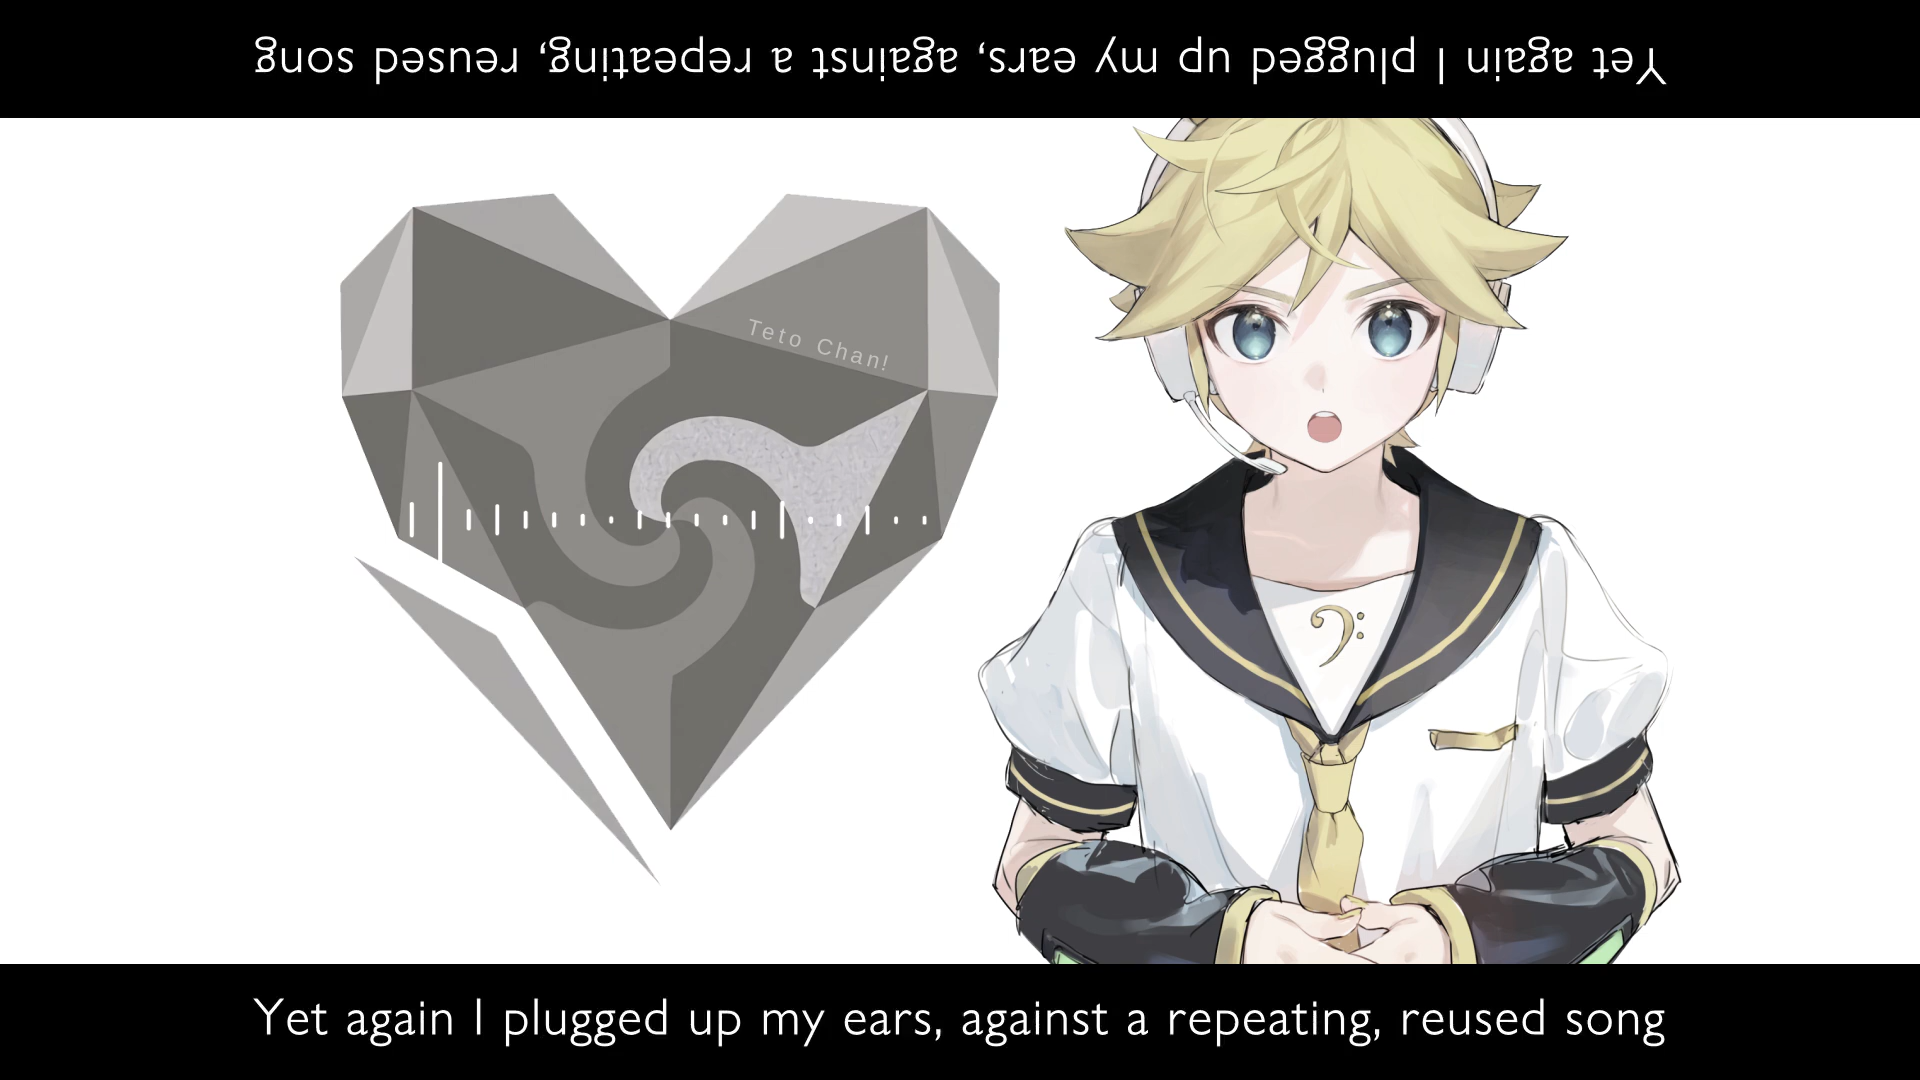 Yet again I plugged up my ears, against a repeating, reused song
Teto Chan!
Yet again I plugged up my ears, against a repeating, reused song